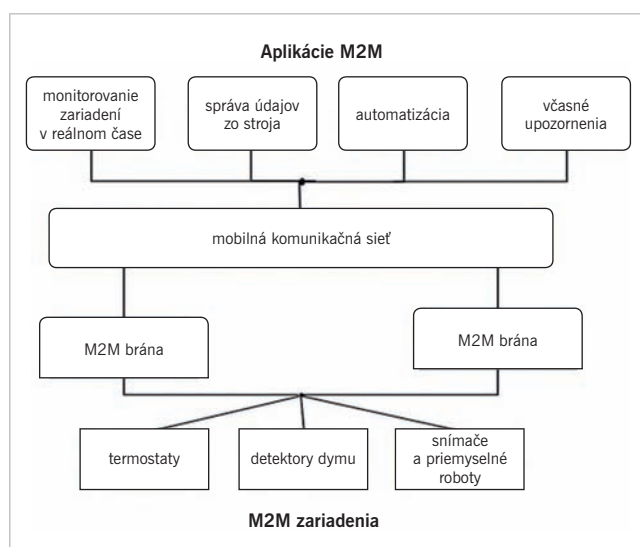 Aplikácie M2M
monitorovanie
zariadení
v reálnom čase
správa údajov
zo stroja
automatizácia
včasné
upozornenia
mobilná komunikačná sieť
M2M brána
M2M brána
termostaty
detektory dymu
snímače
a priemyselné
roboty
M2M zariadenia